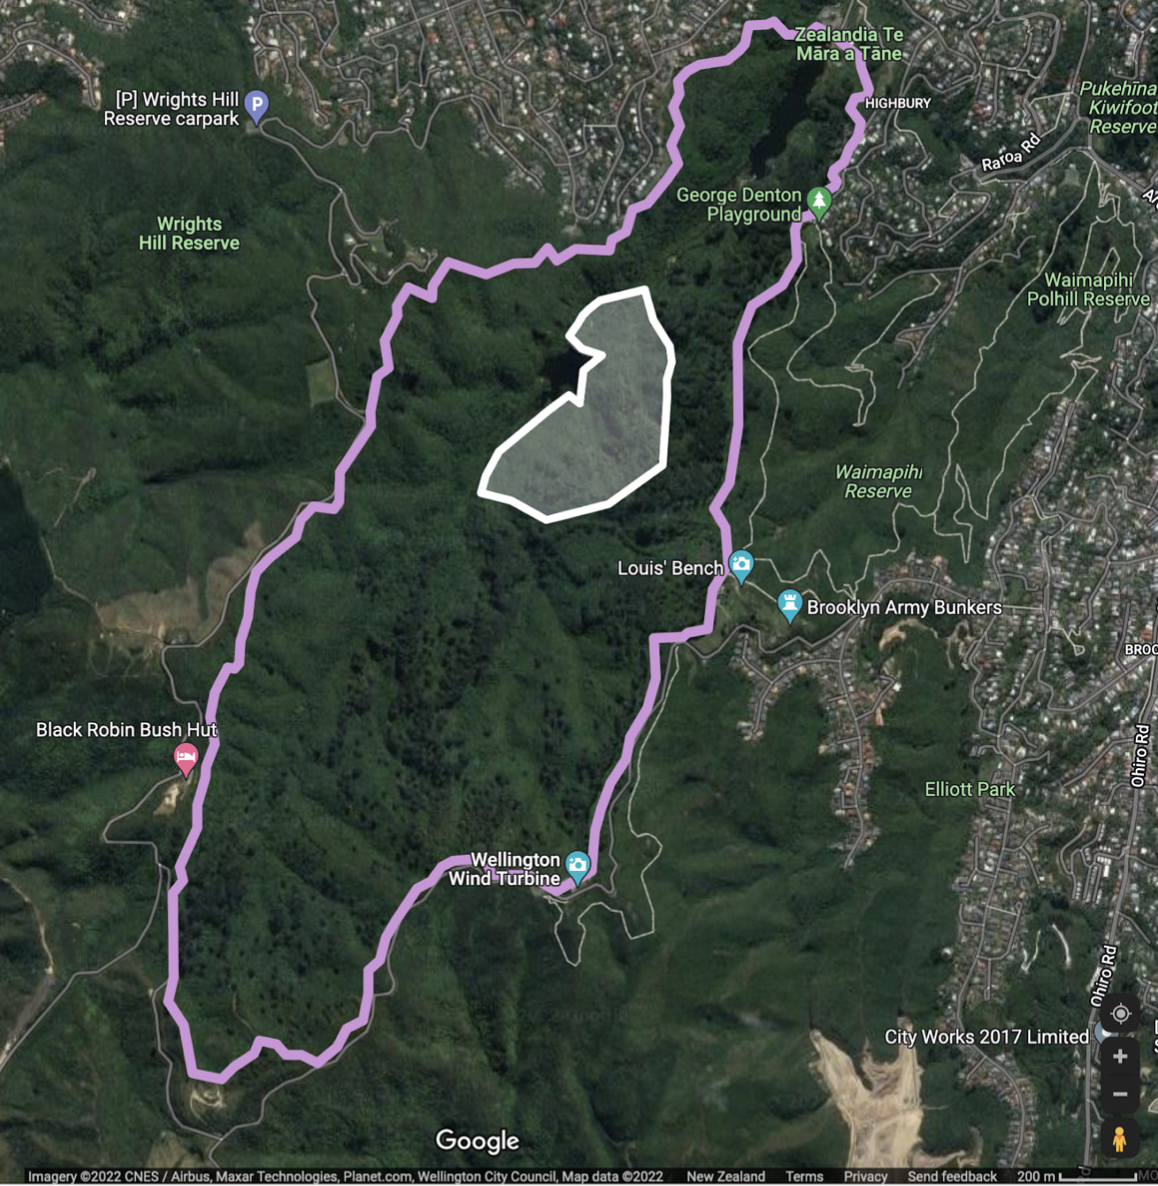 Zealandia Te
Māra a Tāne
[P] Wrights Hill
Reserve carpark
P
HIGHBURY
Pukehīna
Kiwifoot
Reserve
Raroa Rd
George Denton
Playground
Wrights
Hill Reserve
Waimapihi
Polhill Reserve
Waimapihi
Reserve
Louis' Bench
Brooklyn Army Bunkers
BROO
Black Robin Bush Hut
Ohiro Rd
Elliott Park
Wellington
Wind Turbine
Ohiro Rd
City Works 2017 Limited
Google
Imagery ©2022 CNES / Airbus, Maxar Technologies, Planet.com, Wellington City Council, Map data ©2022 New Zealand Terms Privacy Send feedback 200 m